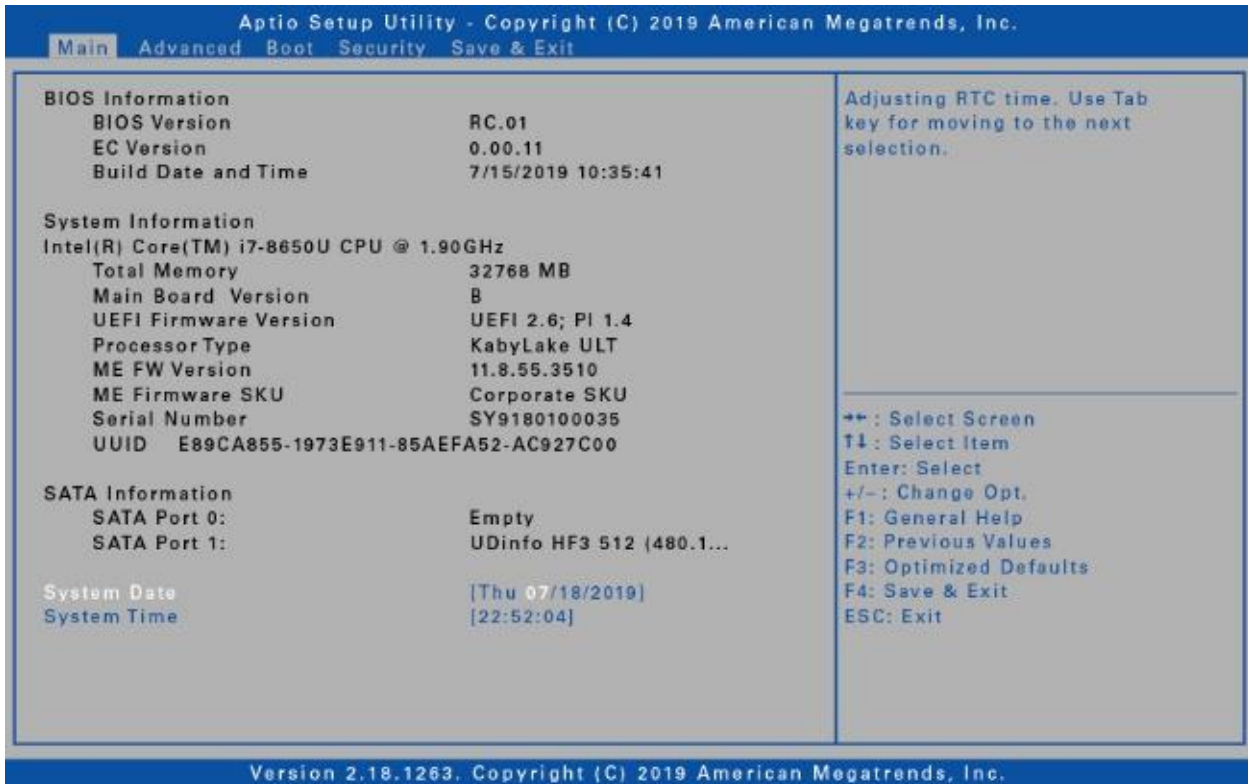 Aptio Setup Utility - Copyright (C) 2019 American Megatrends, Inc.
Main Advanced Boot Security Save & Exit
BIOS Information
BIOS Version RC.01
EC Version 0.00.11
Build Date and Time 7/15/2019 10:35:41
System Information
Intel(R) Core(TM) i7-8650U CPU @ 1.90GHz
Total Memory 32768 MB
Main Board Version B
UEFI Firmware Version UEFI 2.6; PI 1.4
Processor Type KabyLake ULT
ME FW Version 11.8.55.3510
ME Firmware SKU Corporate SKU
Serial Number SY9180100035
UUID E89CA855-1973E911-85AEFA52-AC927C00
SATA Information
SATA Port 0: Empty
SATA Port 1: UDinfo HF3 512 (480.1...
System Date [Thu 07/18/2019]
System Time [22:52:04]
Adjusting RTC time. Use Tab
key for moving to the next
selection.
→← : Select Screen
↑↓ : Select Item
Enter: Select
+/- : Change Opt.
F1: General Help
F2: Previous Values
F3: Optimized Defaults
F4: Save & Exit
ESC: Exit
Version 2.18.1263. Copyright (C) 2019 American Megatrends, Inc.